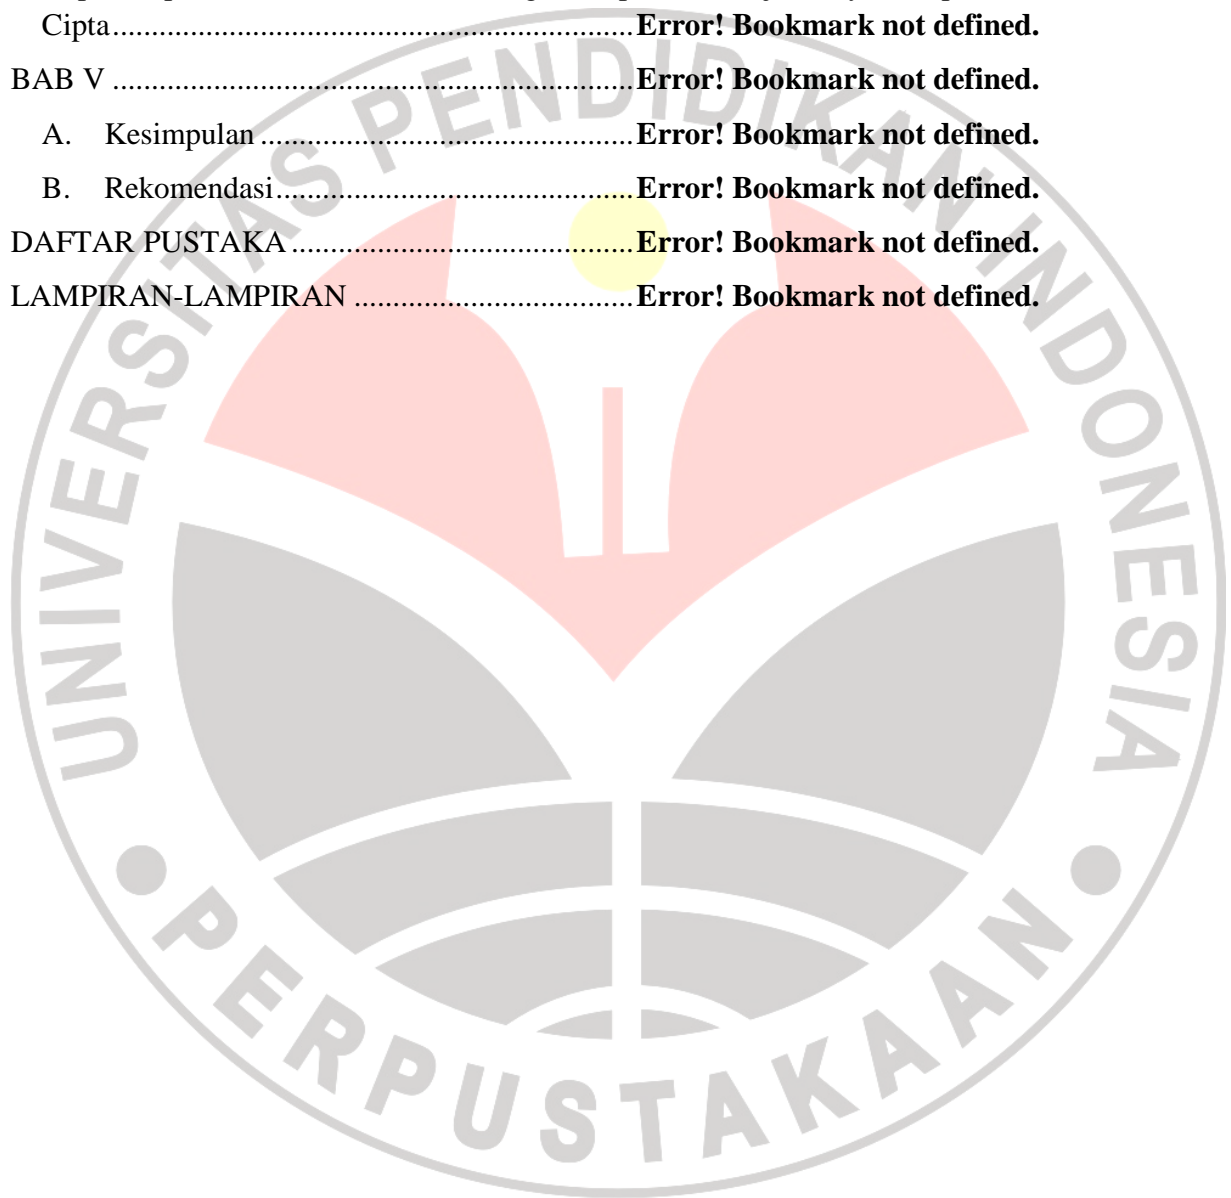 Cipta..................................................................Error! Bookmark not defined.
BAB V ..................................................................Error! Bookmark not defined.
A. Kesimpulan ...............................................Error! Bookmark not defined.
B. Rekomendasi.............................................Error! Bookmark not defined.
DAFTAR PUSTAKA...........................................Error! Bookmark not defined.
LAMPIRAN-LAMPIRAN ...................................Error! Bookmark not defined.
UNIVERSITAS PENDIDIKAN INDONESIA
PERPUSTAKAAN